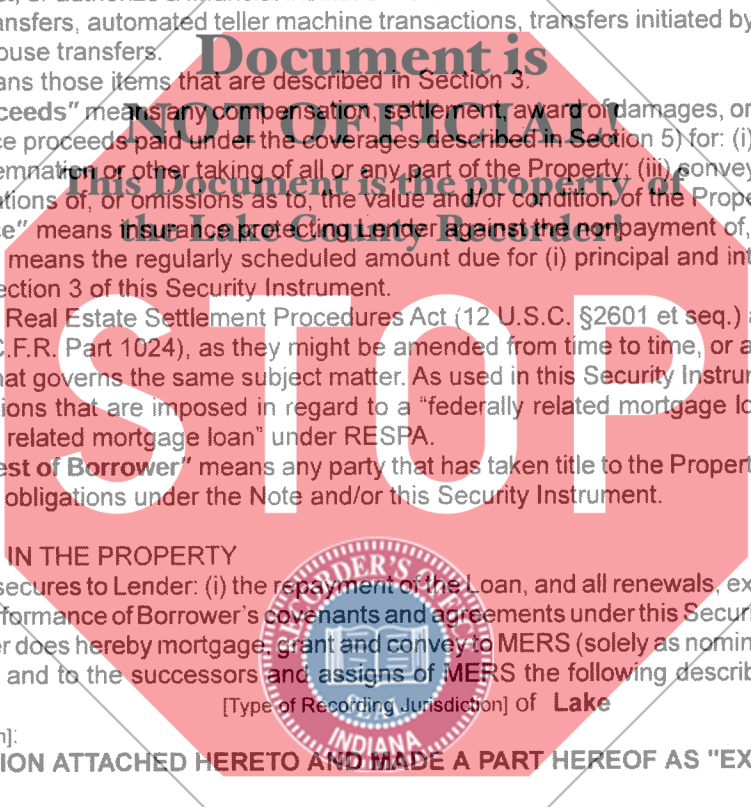 ansfers, automated teller machine transactions, transfers initiated by
ouse transfers.
Document is
ans those items that are described in Section 3.
ceeds" means any compensation, settlement, award of damages, or
NOT OFFICIAL!
ce proceeds paid under the coverages described in Section 5) for: (i)
emnation or other taking of all or any part of the Property; (iii) convey
This Document is the property of
tions of, or omissions as to, the value and/or condition of the Prope
the Lake County Recorder!
e" means insurance protecting Lender against the nonpayment of,
means the regularly scheduled amount due for (i) principal and int
ection 3 of this Security Instrument.
Real Estate Settlement Procedures Act (12 U.S.C. §2601 et seq.) a
C.F.R. Part 1024), as they might be amended from time to time, or a
hat governs the same subject matter. As used in this Security Instrum
STOP
ions that are imposed in regard to a "federally related mortgage lo
related mortgage loan" under RESPA.
est of Borrower" means any party that has taken title to the Propert
obligations under the Note and/or this Security Instrument.
IN THE PROPERTY
secures to Lender: (i) the repayment of the Loan, and all renewals, ex
formance of Borrower's covenants and agreements under this Securi
er does hereby mortgage, grant and convey to MERS (solely as nomin
and to the successors and assigns of MERS the following describ
[Type of Recording Jurisdiction] of Lake
n]:
ION ATTACHED HERETO AND MADE A PART HEREOF AS "EX
INDIANA